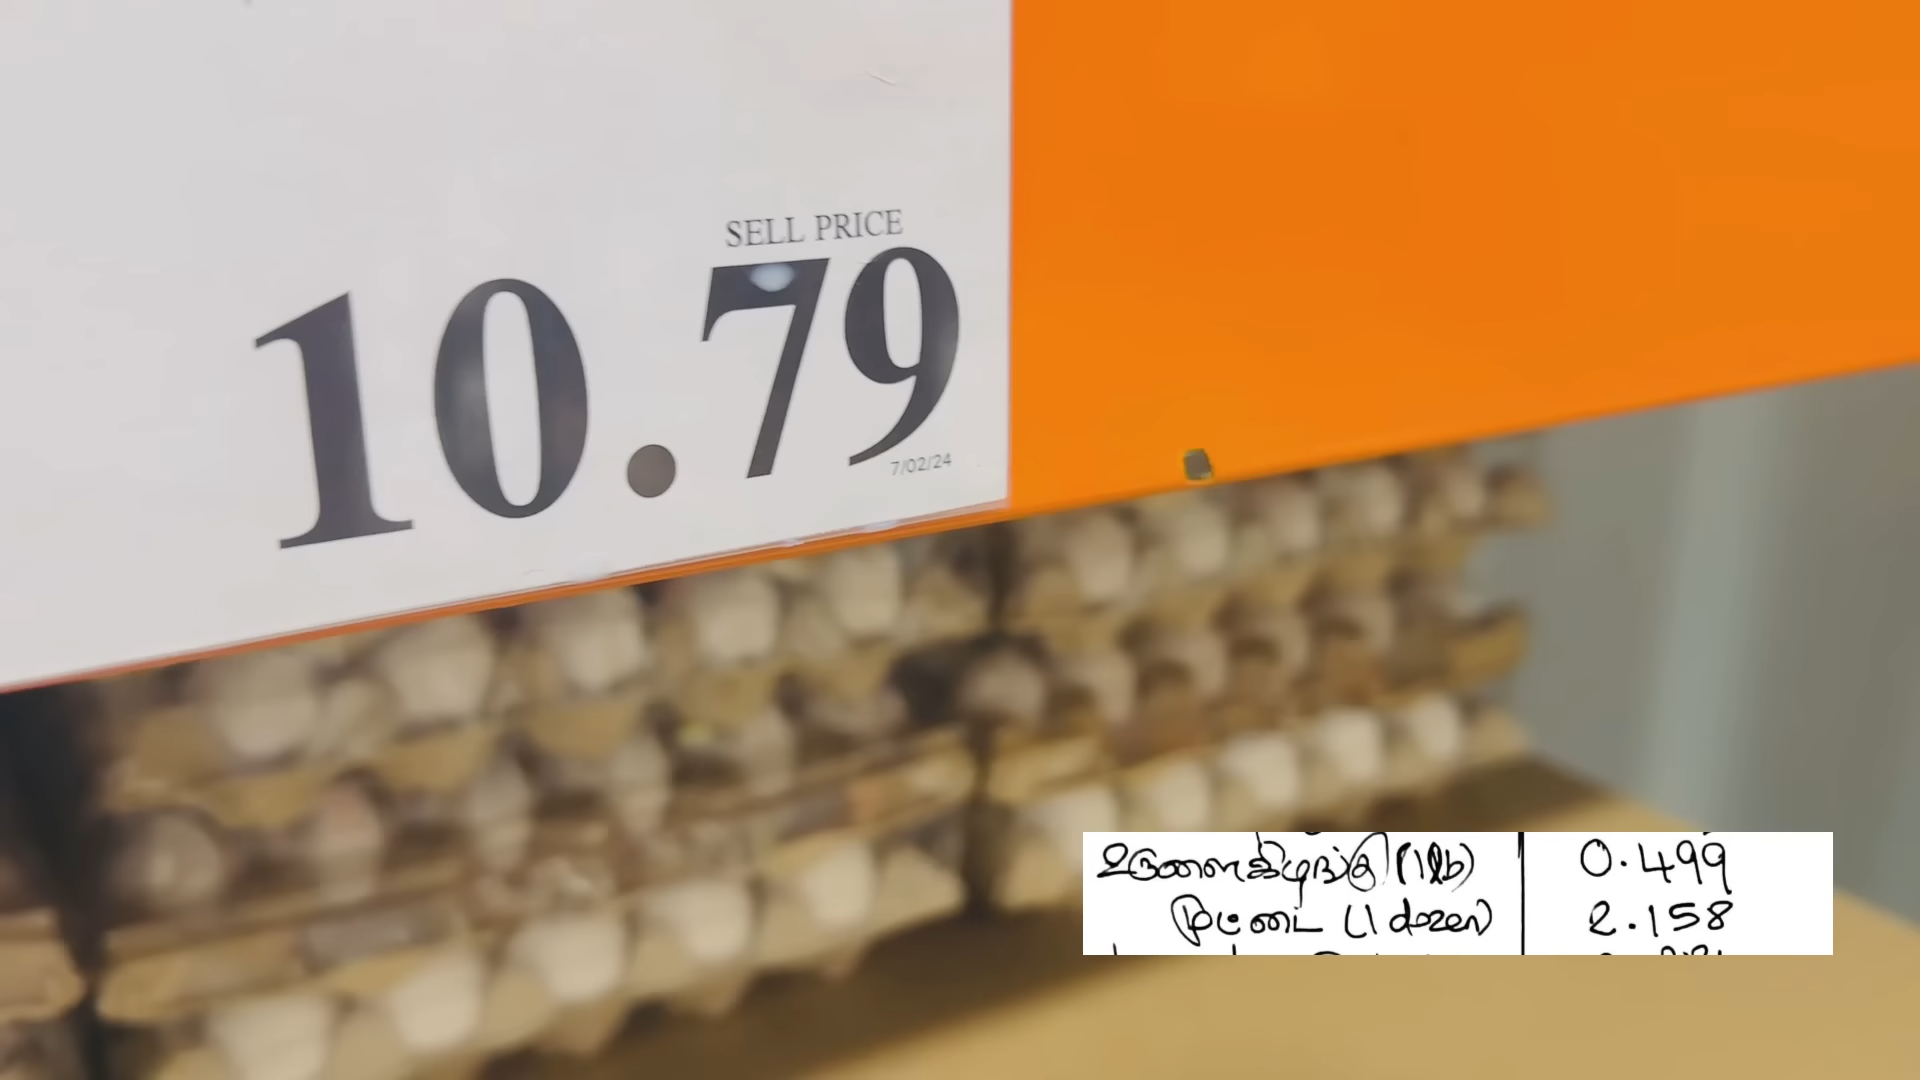 SELL PRICE
10.79
7/02/24
உருளைக்கிழங்கு (1lb) 0.499
முட்டை (1 dozen) 2.158